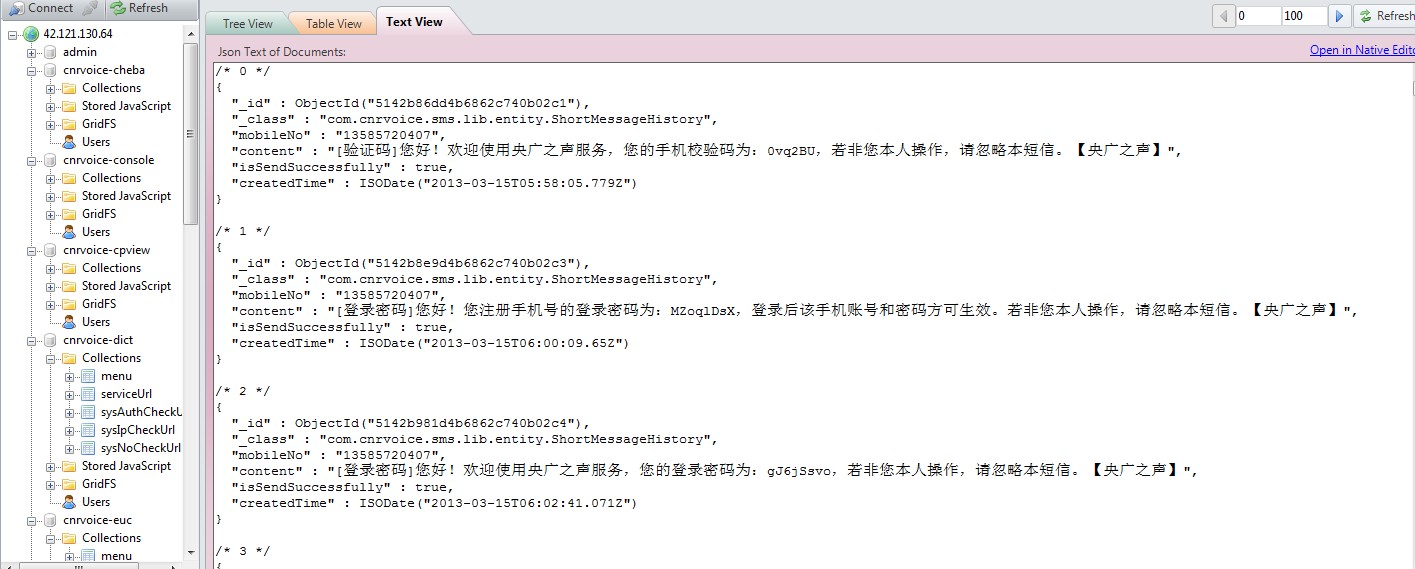 Connect
Refresh
42.121.130.64
admin
cnrvoice-cheba
Collections
Stored JavaScript
GridFS
Users
cnrvoice-console
Collections
Stored JavaScript
GridFS
Users
cnrvoice-cpview
Collections
Stored JavaScript
GridFS
Users
cnrvoice-dict
Collections
menu
serviceUrl
sysAuthCheckU
sysIpCheckUrl
sysNoCheckUrl
Stored JavaScript
GridFS
Users
cnrvoice-euc
Collections
menu
Tree View
Table View
Text View
0
100
Refresh
Json Text of Documents:
Open in Native Edito
/* 0 */
{
"_id" : ObjectId("5142b86dd4b6862c740b02c1"),
"_class" : "com.cnrvoice.sms.lib.entity.ShortMessageHistory",
"mobileNo" : "13585720407",
"content" : "[验证码]您好！欢迎使用央广之声服务，您的手机校验码为：0vq2BU，若非您本人操作，请忽略本短信。【央广之声】",
"isSendSuccessfully" : true,
"createdTime" : ISODate("2013-03-15T05:58:05.779Z")
}
/* 1 */
{
"_id" : ObjectId("5142b8e9d4b6862c740b02c3"),
"_class" : "com.cnrvoice.sms.lib.entity.ShortMessageHistory",
"mobileNo" : "13585720407",
"content" : "[登录密码]您好！您注册手机号的登录密码为：MZoqlDsX，登录后该手机账号和密码方可生效。若非您本人操作，请忽略本短信。【央广之声】",
"isSendSuccessfully" : true,
"createdTime" : ISODate("2013-03-15T06:00:09.65Z")
}
/* 2 */
{
"_id" : ObjectId("5142b981d4b6862c740b02c4"),
"_class" : "com.cnrvoice.sms.lib.entity.ShortMessageHistory",
"mobileNo" : "13585720407",
"content" : "[登录密码]您好！欢迎使用央广之声服务，您的登录密码为：gJ6jSsvo，若非您本人操作，请忽略本短信。【央广之声】",
"isSendSuccessfully" : true,
"createdTime" : ISODate("2013-03-15T06:02:41.071Z")
}
/* 3 */
{